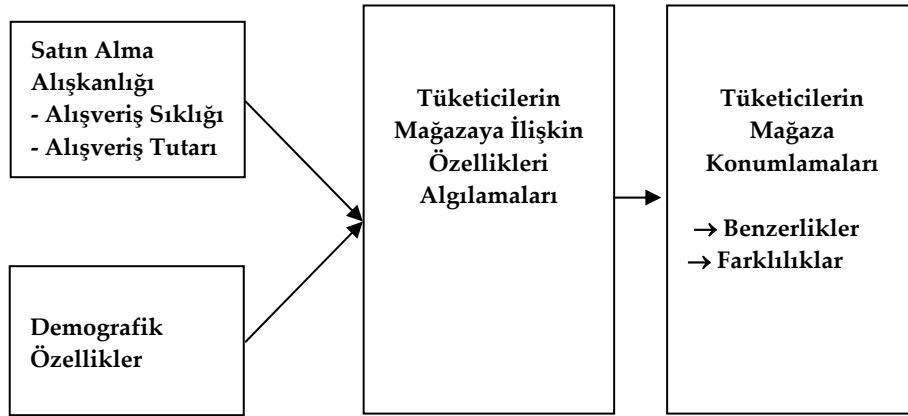 Satın Alma
Alışkanlığı
- Alışveriş Sıklığı
- Alışveriş Tutarı
Demografik
Özellikler
Tüketicilerin
Mağazaya İlişkin
Özellikleri
Algılamaları
Tüketicilerin
Mağaza
Konumlamaları
→ Benzerlikler
→ Farklılıklar